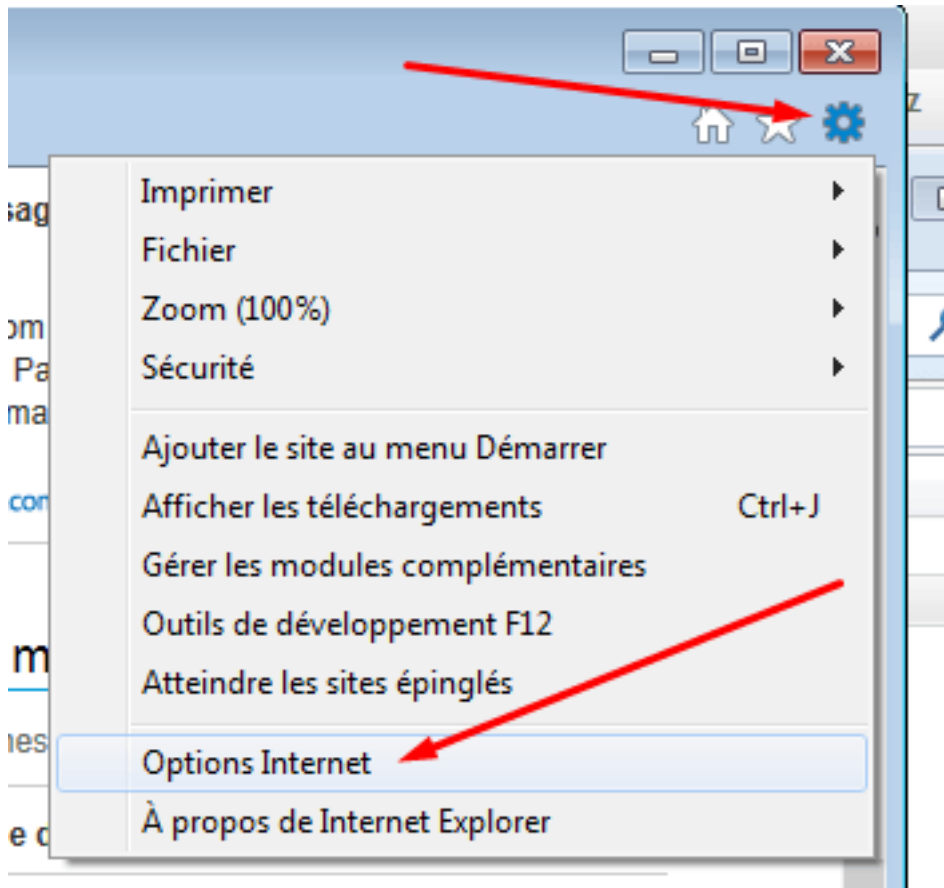 Imprimer
Fichier
Zoom (100%)
Sécurité
Ajouter le site au menu Démarrer
Afficher les téléchargements Ctrl+J
Gérer les modules complémentaires
Outils de développement F12
Atteindre les sites épinglés
Options Internet
À propos de Internet Explorer